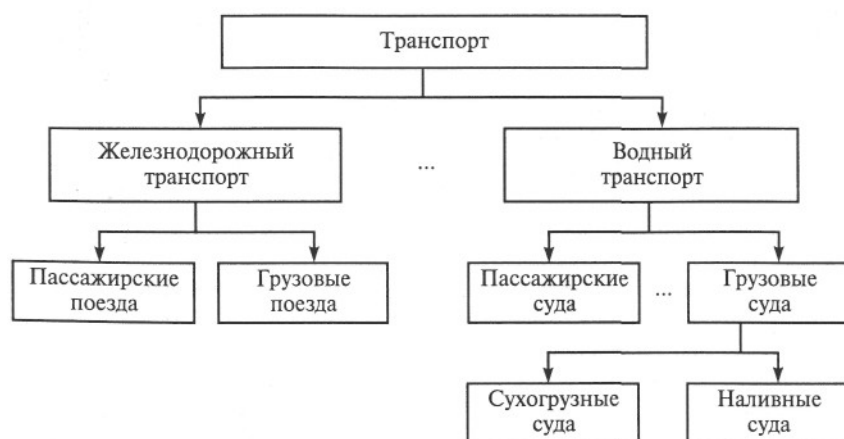 Транспорт
Железнодорожный
транспорт
...
Водный
транспорт
Пассажирские
поезда
Грузовые
поезда
Пассажирские
суда
...
Грузовые
суда
Сухогрузные
суда
Наливные
суда